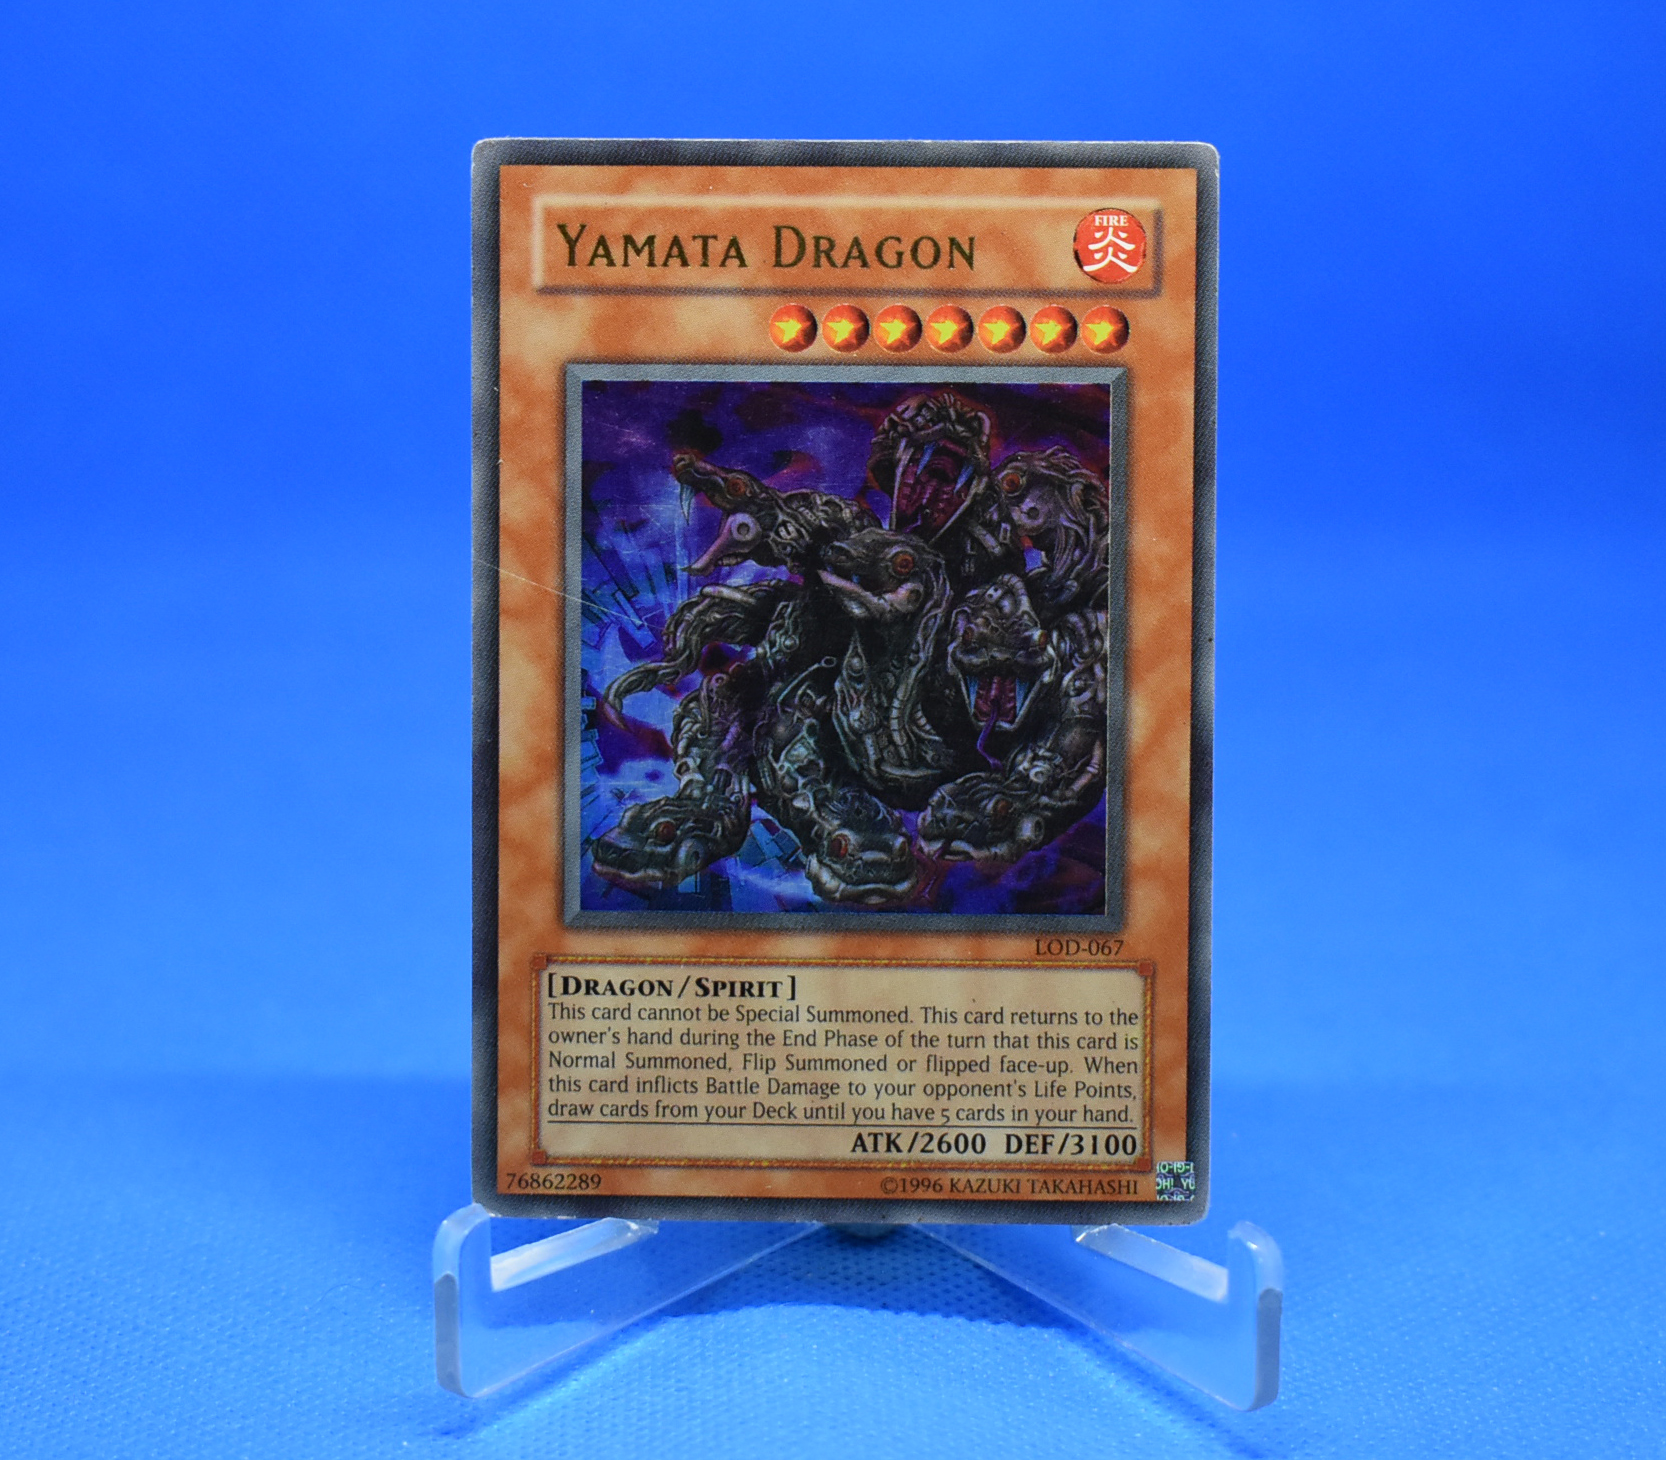 YAMATA DRAGON
FIRE
炎
LOD-067
[DRAGON/SPIRIT]
This card cannot be Special Summoned. This card returns to the
owner's hand during the End Phase of the turn that this card is
Normal Summoned, Flip Summoned or flipped face-up. When
this card inflicts Battle Damage to your opponent's Life Points,
draw cards from your Deck until you have 5 cards in your hand.
ATK/2600 DEF/3100
76862289
©1996 KAZUKI TAKAHASHI